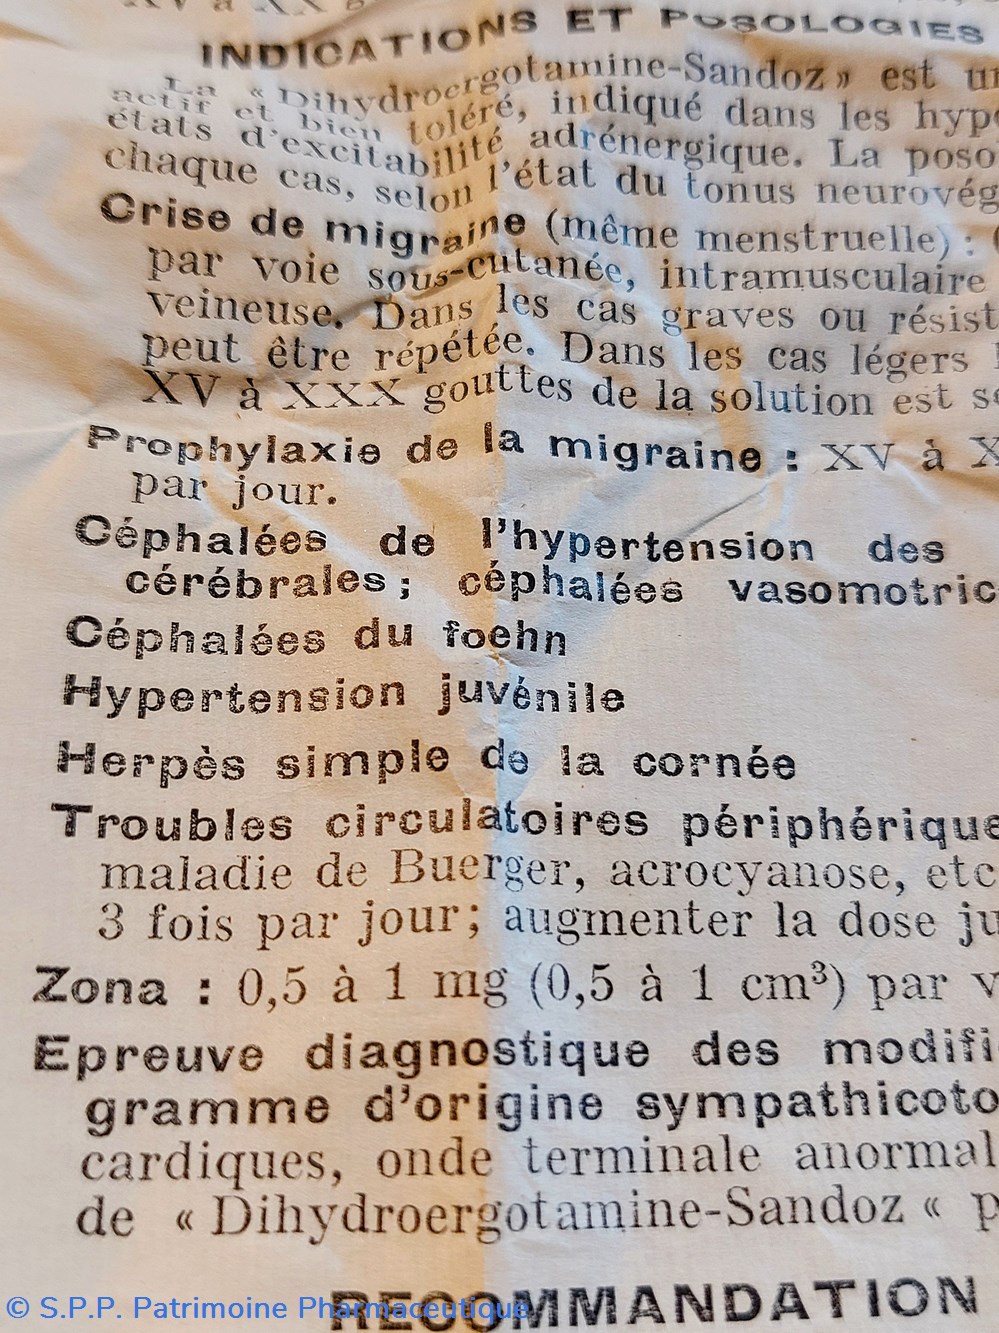 XV à XX g
INDICATIONS ET POSOLOGIES
La « Dihydroergotamine-Sandoz » est un
actif et bien toléré, indiqué dans les hyp
états d'excitabilité adrénergique. La poso
chaque cas, selon l'état du tonus neurovég
Crise de migraine (même menstruelle) :
par voie sous-cutanée, intramusculaire
veineuse. Dans les cas graves ou résist
peut être répétée. Dans les cas légers
XV à XXX gouttes de la solution est s
Prophylaxie de la migraine : XV à X
par jour.
Céphalées de l'hypertension des
cérébrales; céphalées vasomotric
Céphalées du foehn
Hypertension juvénile
Herpès simple de la cornée
Troubles circulatoires périphérique
maladie de Buerger, acrocyanose, etc
3 fois par jour; augmenter la dose ju
Zona : 0,5 à 1 mg (0,5 à 1 cm³) par v
Epreuve diagnostique des modifi
gramme d'origine sympathicoto
cardiques, onde terminale anormal
de « Dihydroergotamine-Sandoz « p
RECOMMANDATION
© S.P.P. Patrimoine Pharmaceutique